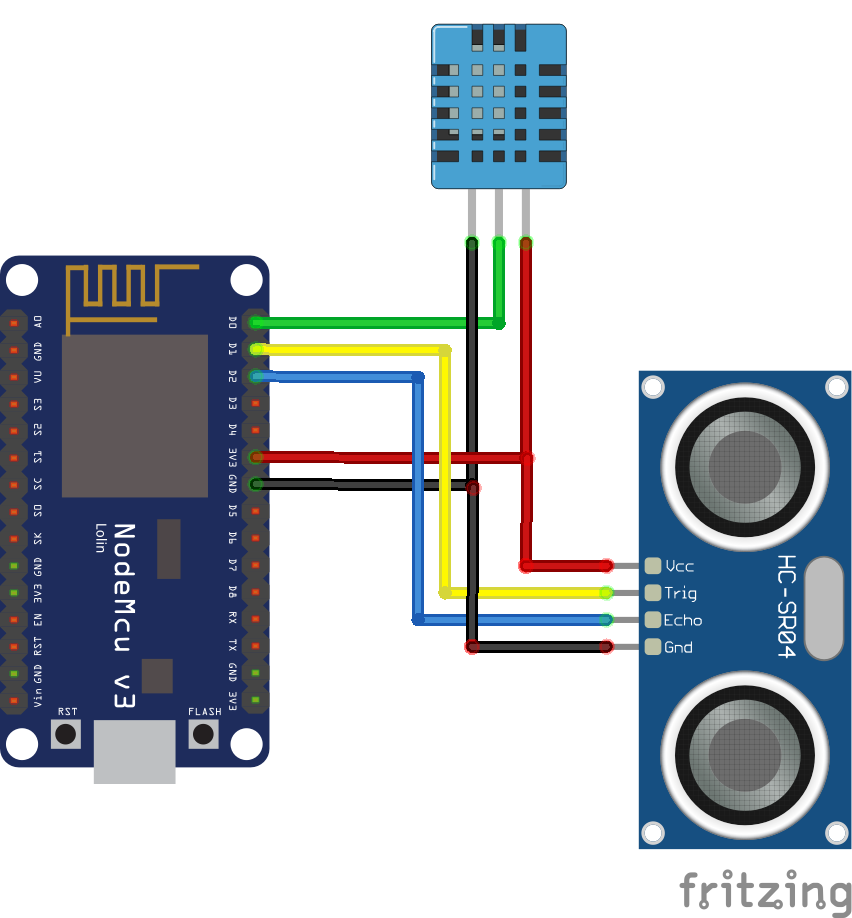 A0
GND
VU
S3
S2
S1
SC
SO
SK
GND
3V3
EN
RST
GND
Vin
D0
D1
D2
D3
D4
3V3
GND
D5
D6
D7
D8
RX
TX
GND
3V3
NodeMcu v3
Lolin
RST
FLASH
Vcc
Trig
Echo
Gnd
HC-SR04
fritzing